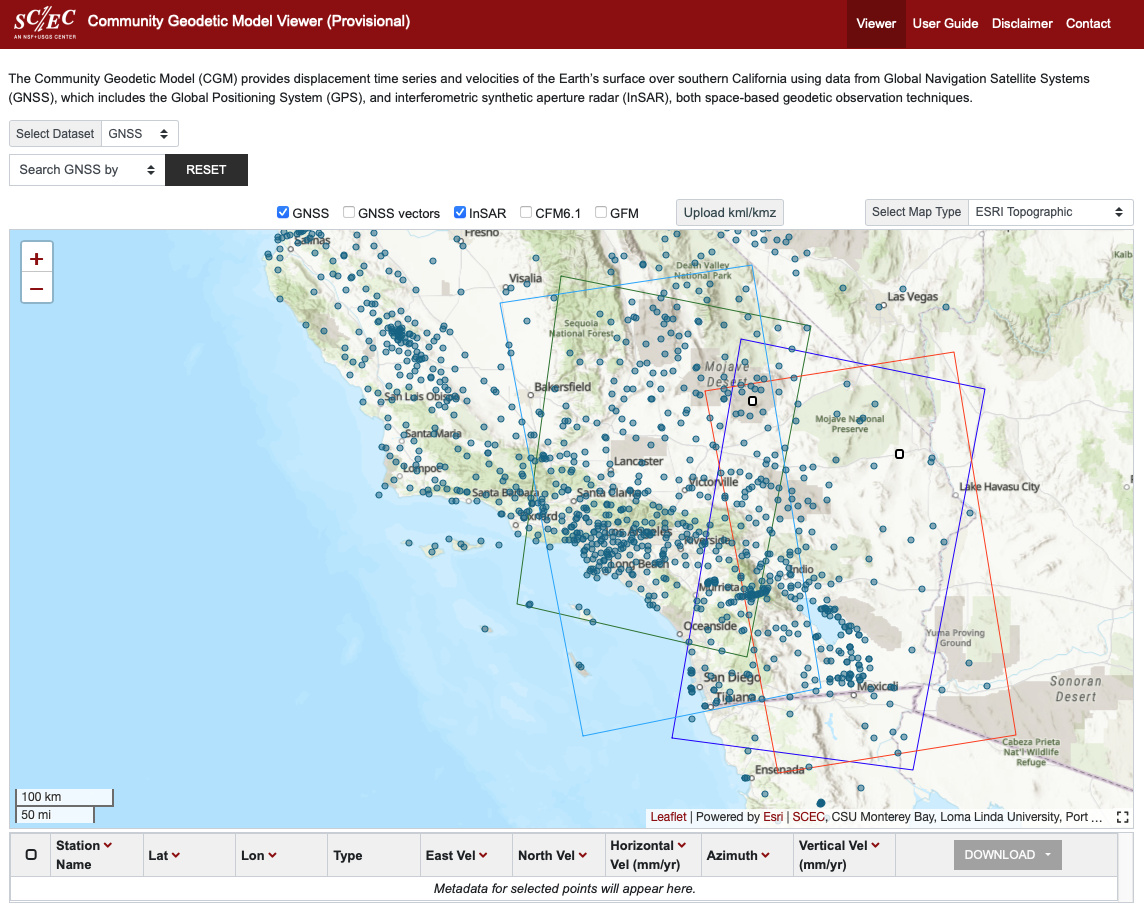 SC/EC
AN NSF+USGS CENTER
Community Geodetic Model Viewer (Provisional)
Viewer
User Guide
Disclaimer
Contact
The Community Geodetic Model (CGM) provides displacement time series and velocities of the Earth's surface over southern California using data from Global Navigation Satellite Systems
(GNSS), which includes the Global Positioning System (GPS), and interferometric synthetic aperture radar (InSAR), both space-based geodetic observation techniques.
Select Dataset GNSS
Search GNSS by RESET
GNSS GNSS vectors InSAR CFM6.1 GFM Upload kml/kmz Select Map Type ESRI Topographic
+
−
Salinas
Fresno
Visalia
Death Valley
National Park
Las Vegas
Kalb
Sequoia
National Forest
Mojave
Desert
Bakersfield
San Luis Obispo
Mojave National
Preserve
Santa Maria
Lancaster
Lompoc
Victorville
Lake Havasu City
Santa Barbara
Santa Clarita
Oxnard
Los Angeles
Riverside
Long Beach
Indio
Murrieta
Oceanside
Yuma Proving
Ground
San Diego
Mexicali
Sonoran
Desert
Tijuana
Cabeza Prieta
Nat'l Wildlife
Refuge
Ensenada
100 km
50 mi
Leaflet | Powered by Esri | SCEC, CSU Monterey Bay, Loma Linda University, Port ...
Station
Name
Lat
Lon
Type
East Vel
North Vel
Horizontal
Vel (mm/yr)
Azimuth
Vertical Vel
(mm/yr)
DOWNLOAD
Metadata for selected points will appear here.